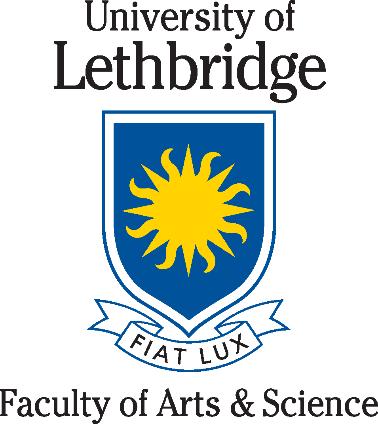 University of
Lethbridge
FIAT LUX
Faculty of Arts & Science